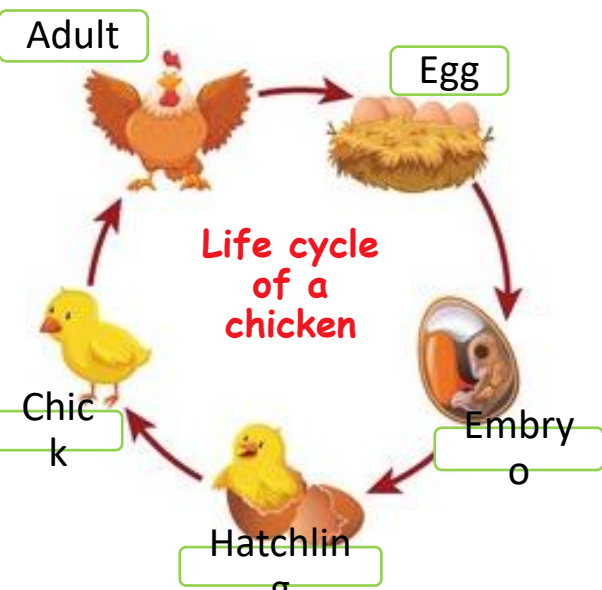 Adult
Egg
Life cycle
of a
chicken
Chic
k
Embry
o
Hatchlin
g